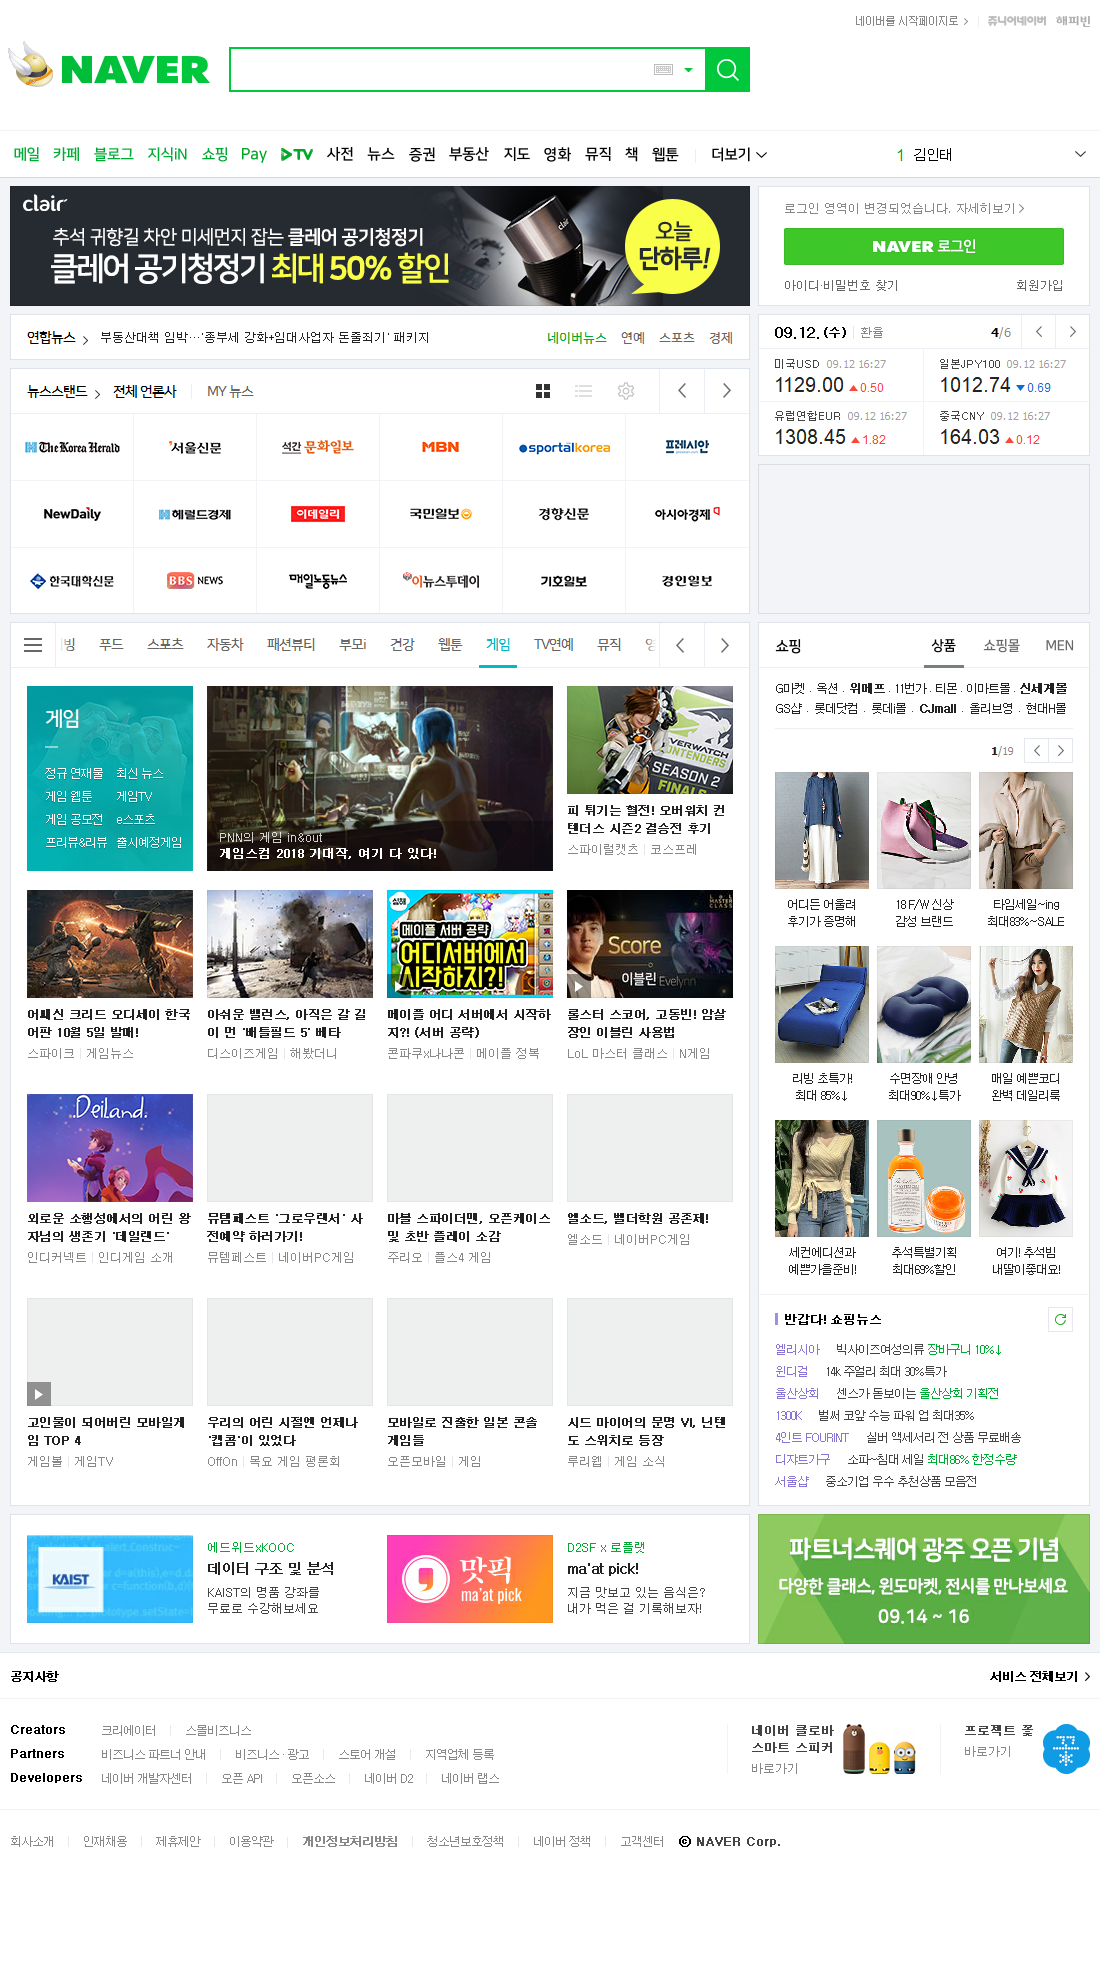 네이버를 시작페이지로
쥬니어네이버 해피빈
NAVER
메일 카페 블로그 지식iN 쇼핑 Pay TV 사전 뉴스 증권 부동산 지도 영화 뮤직 책 웹툰 더보기
1 김인태
clair
추석 귀향길 차안 미세먼지 잡는 클레어 공기청정기
클레어 공기청정기 최대 50% 할인
오늘
단하루!
로그인 영역이 변경되었습니다. 자세히보기
NAVER 로그인
아이디·비밀번호 찾기 회원가입
연합뉴스 부동산대책 임박…'종부세 강화+임대사업자 돈줄죄기' 패키지
네이버뉴스 연예 스포츠 경제
09.12.(수) 환율 4/6
미국USD 09.12 16:27
1129.00 ▲0.50
일본JPY100 09.12 16:27
1012.74 ▼0.69
유럽연합EUR 09.12 16:27
1308.45 ▲1.82
중국CNY 09.12 16:27
164.03 ▲0.12
뉴스스탠드 전체 언론사 MY 뉴스
The Korea Herald 서울신문 석간 문화일보 MBN sportalkorea 프레시안
NewDaily 헤럴드경제 이데일리 국민일보 경향신문 아시아경제
한국대학신문 BBS NEWS 매일노동뉴스 이뉴스투데이 기호일보 경인일보
푸드 스포츠 자동차 패션뷰티 부모i 건강 웹툰 게임 TV연예 뮤직
게임
정규 연재물 최신 뉴스
게임 웹툰 게임TV
게임 공모전 e스포츠
프리뷰&리뷰 출시예정게임
PNN의 게임 in&out
게임스컴 2018 기대작, 여기 다 있다!
OVERWATCH
CONTENDERS
SEASON 2
FINALS
피 튀기는 혈전! 오버워치 컨
텐더스 시즌2 결승전 후기
스파이럴캣츠 코스프레
어쌔신 크리드 오디세이 한국
어판 10월 5일 발매!
스파이크 게임뉴스
아쉬운 밸런스, 아직은 갈 길
이 먼 '배틀필드 5' 베타
디스이즈게임 해봤더니
메이플 서버 공략
어디서버에서
시작하지?!
메이플 어디 서버에서 시작하
지?! (서버 공략)
콘파쿠x나나콘 메이플 정복
LoL MASTER CLASS
Score
이블린 Evelynn
롤스터 스코어, 고동빈! 암살
장인 이블린 사용법
LoL 마스터 클래스 N게임
Deiland.
외로운 소행성에서의 어린 왕
자님의 생존기 '데일랜드'
인디커넥트 인디게임 소개
뮤템페스트 '그로우랜서' 사
전예약 하러가기!
뮤템페스트 네이버PC게임
마블 스파이더맨, 오픈케이스
및 초반 플레이 소감
주리오 플스4 게임
엘소드, 밸더학원 공존제!
엘소드 네이버PC게임
고인물이 되어버린 모바일게
임 TOP 4
게임볼 게임TV
우리의 어린 시절엔 언제나
'캡콤'이 있었다
OffOn 목요 게임 평론회
모바일로 진출한 일본 콘솔
게임들
오픈모바일 게임
시드 마이어의 문명 VI, 닌텐
도 스위치로 등장
루리웹 게임 소식
쇼핑 상품 쇼핑몰 MEN
G마켓 . 옥션 . 위메프 . 11번가 . 티몬 . 이마트몰 . 신세계몰
GS샵 . 롯데닷컴 . 롯데i몰 . CJmall . 올리브영 . 현대H몰
1/19
어디든 어울려
후기가 증명해
18 F/W 신상
감성 브랜드
타임세일~ing
최대83%~SALE
리빙 초특가!
최대 85%↓
수면장애 안녕
최대90%↓특가
매일 예쁜코디
완벽 데일리룩
세컨에디션과
예쁜가을준비!
추석특별기획
최대69%할인
여기! 추석빔
내딸이좋대요!
반갑다! 쇼핑뉴스
엘리시아 빅사이즈여성의류 장바구니 10%↓
윈디걸 14k 주얼리 최대 30%특가
울산상회 센스가 돋보이는 울산상회 기획전
1300K 벌써 코앞 수능 파워 업 최대35%
4인트 FOURINT 실버 액세서리 전 상품 무료배송
디쟈트가구 소파~침대 세일 최대86% 한정수량
서울샵 중소기업 우수 추천상품 모음전
KAIST
에드위드xKOOC
데이터 구조 및 분석
KAIST의 명품 강좌를
무료로 수강해보세요
맛픽
ma'at pick
D2SF x 로플랫
ma'at pick!
지금 맛보고 있는 음식은?
내가 먹은 걸 기록해보자!
파트너스퀘어 광주 오픈 기념
다양한 클래스, 윈도마켓, 전시를 만나보세요
09.14 ~ 16
공지사항 서비스 전체보기
Creators 크리에이터 스몰비즈니스
Partners 비즈니스 파트너 안내 비즈니스 · 광고 스토어 개설 지역업체 등록
Developers 네이버 개발자센터 오픈 API 오픈소스 네이버 D2 네이버 랩스
네이버 클로바
스마트 스피커
바로가기
프로젝트 꽃
바로가기
회사소개 인재채용 제휴제안 이용약관 개인정보처리방침 청소년보호정책 네이버 정책 고객센터 © NAVER Corp.